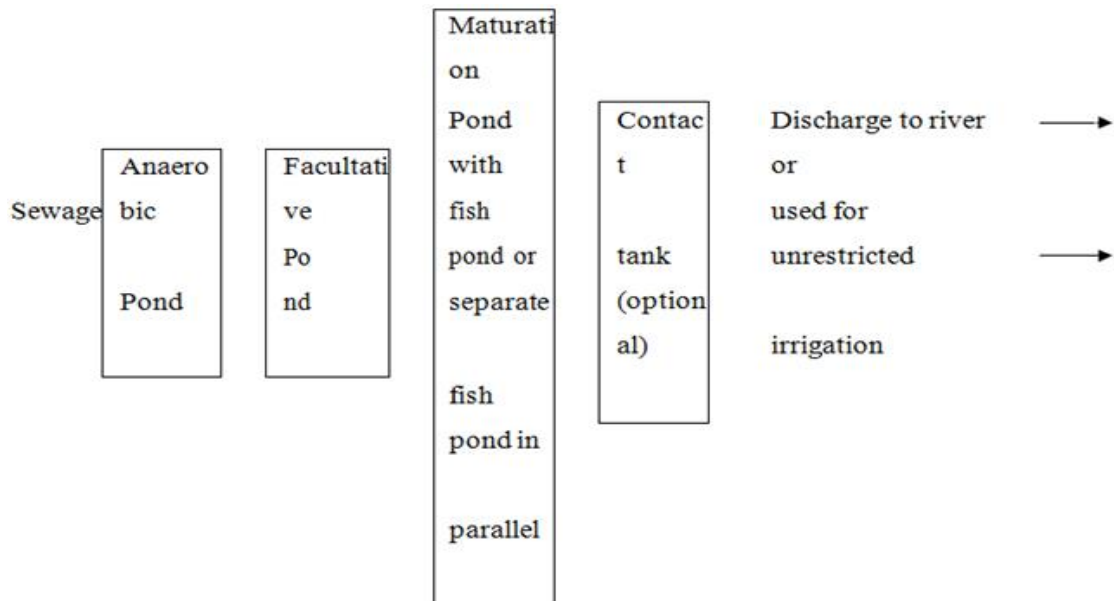 Sewage
Anaero
bic
Pond
Facultati
ve
Po
nd
Maturati
on
Pond
with
fish
pond or
separate
fish
pond in
parallel
Contac
t
tank
(option
al)
Discharge to river
or
used for
unrestricted
irrigation